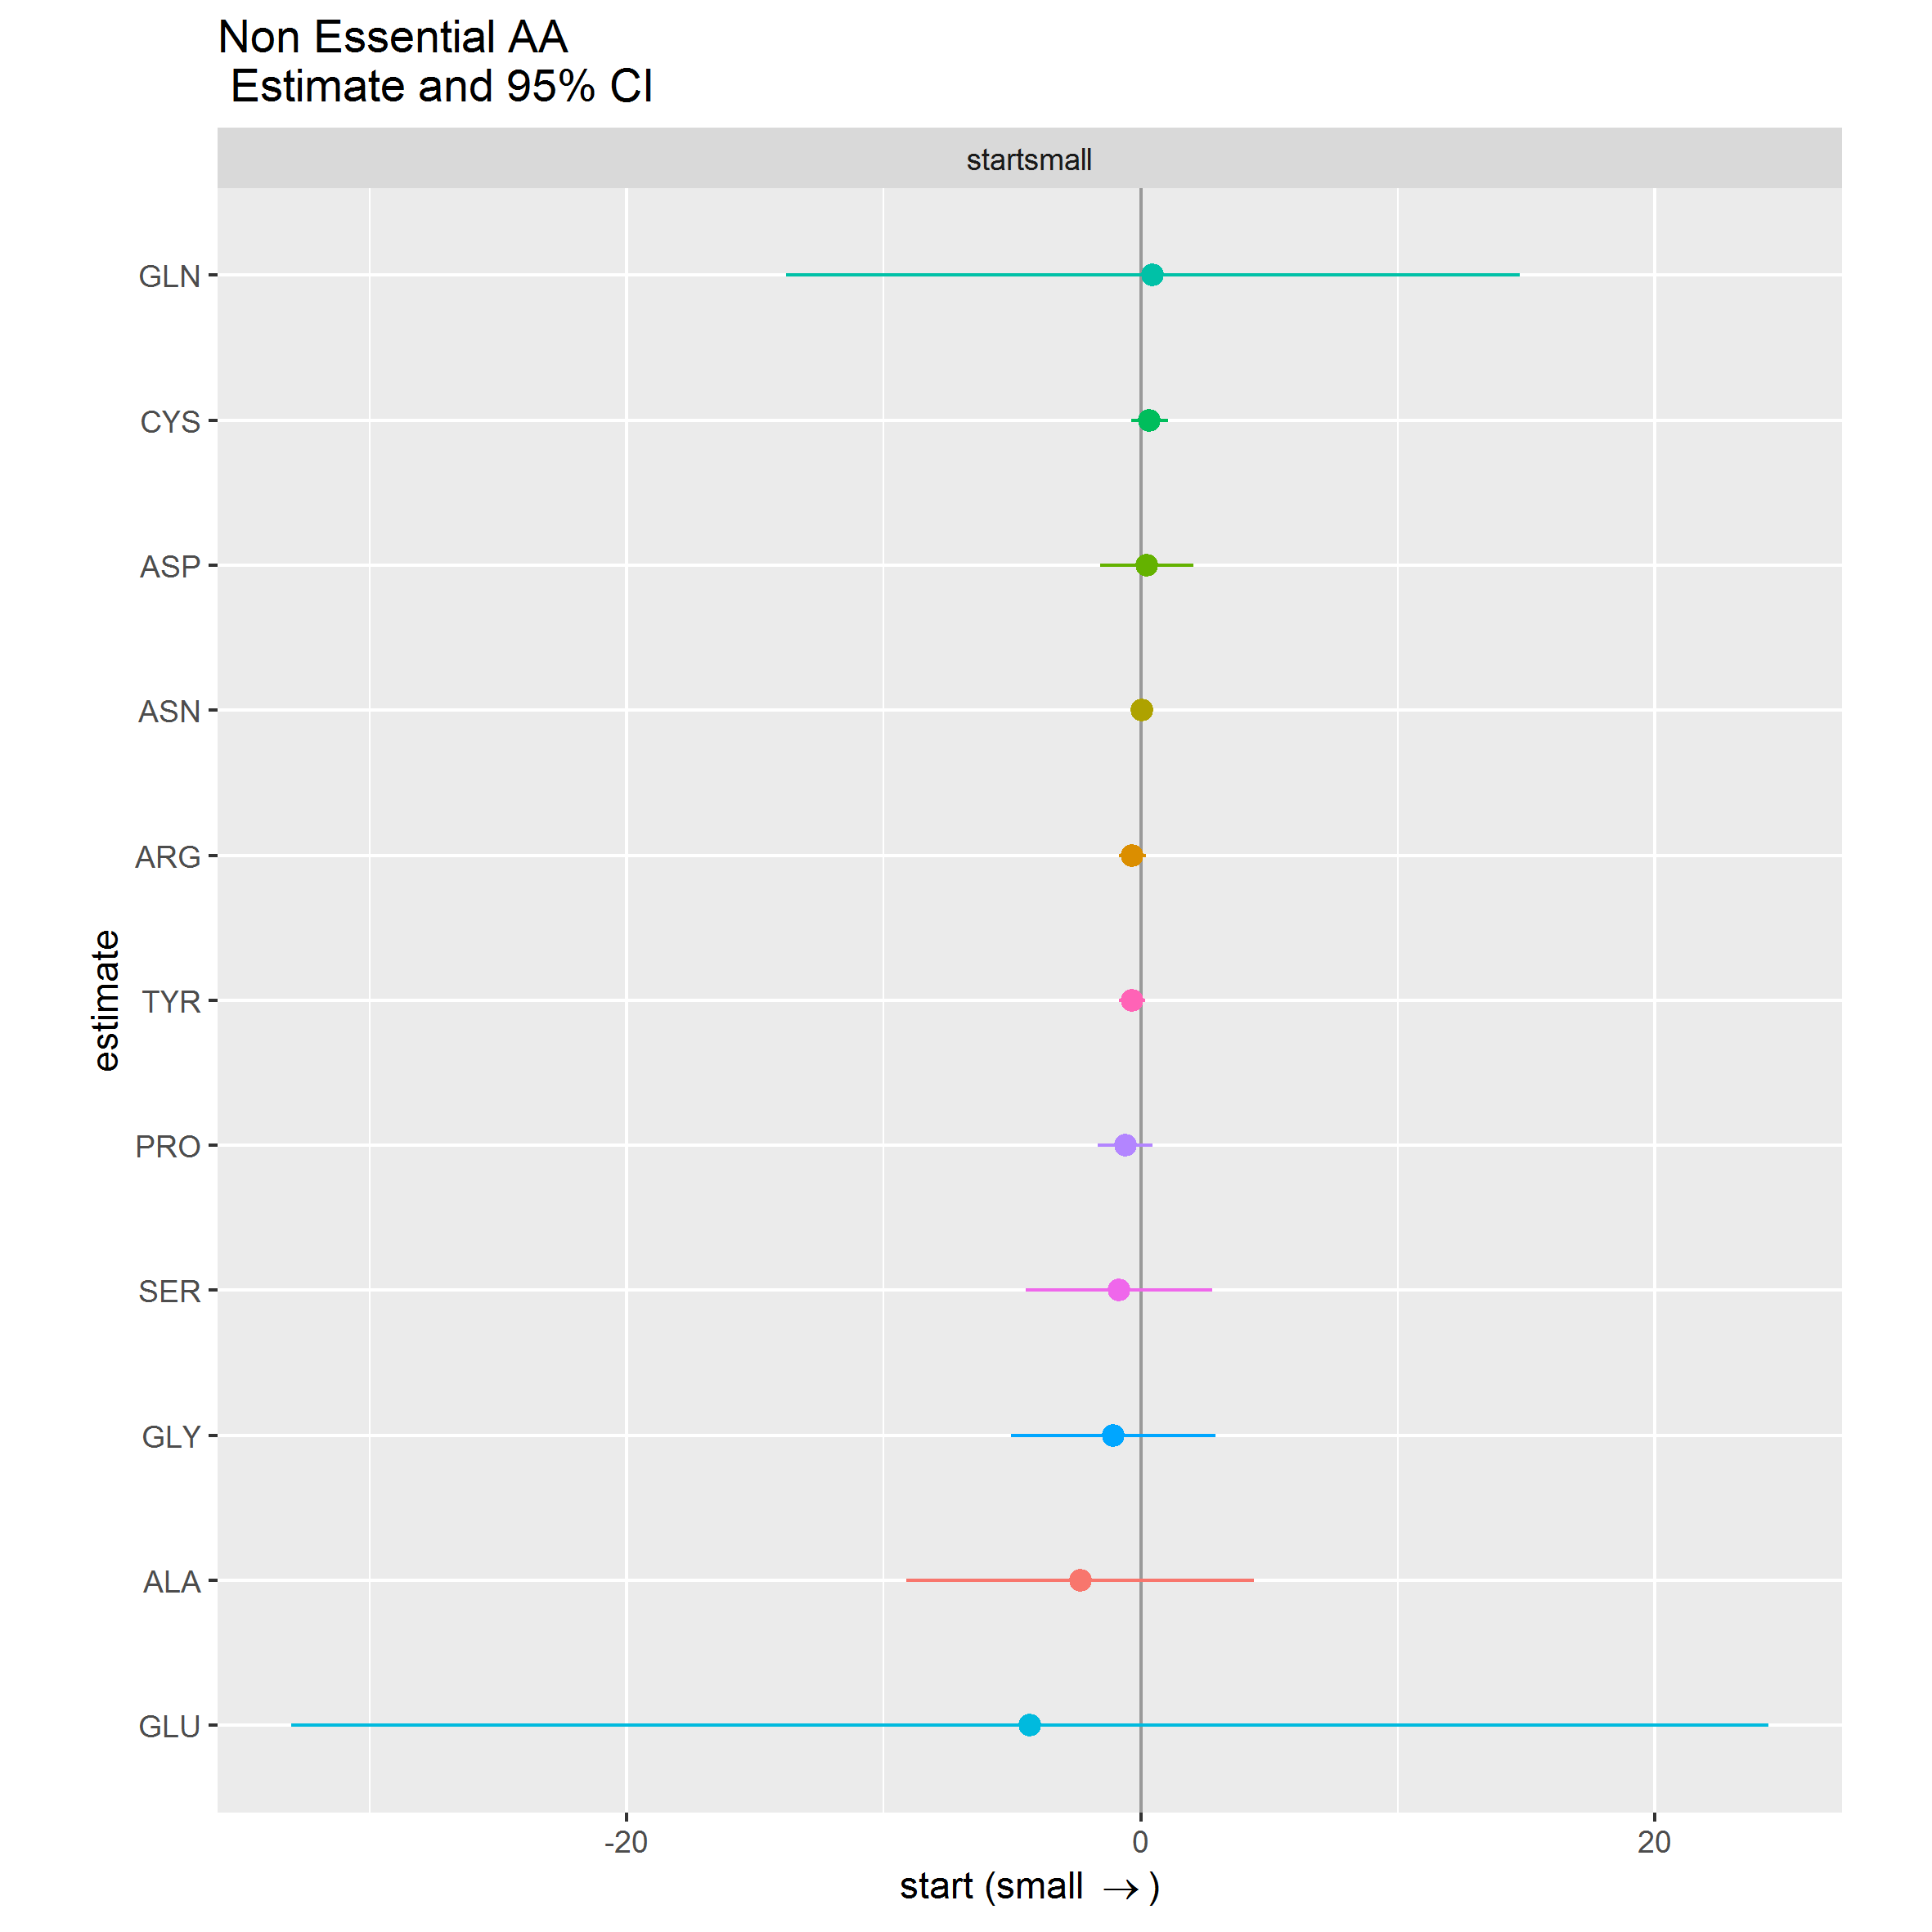 Non Essential AA
Estimate and 95% CI
startsmall
GLN
CYS
ASP
ASN
ARG
TYR
PRO
SER
GLY
ALA
GLU
estimate
-20 0 20
start (small → )